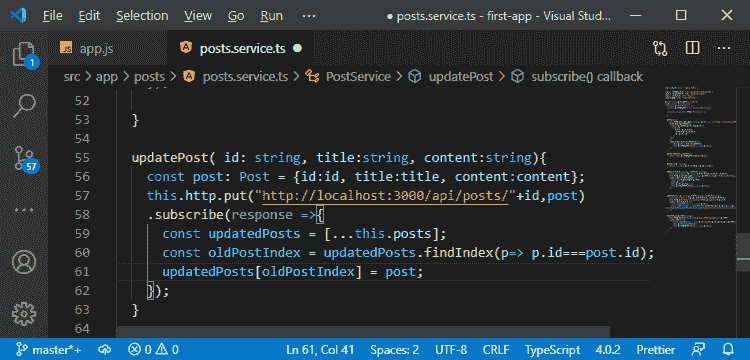 File Edit Selection View Go Run ··· ● posts.service.ts - first-app - Visual Stud...
JS app.js posts.service.ts ●
src > app > posts > posts.service.ts > PostService > updatePost > subscribe() callback
1
57
52
53 }
54
55 updatePost( id: string, title:string, content:string){
56 const post: Post = {id:id, title:title, content:content};
57 this.http.put("http://localhost:3000/api/posts/"+id,post)
58 .subscribe(response =>{
59 const updatedPosts = [...this.posts];
60 const oldPostIndex = updatedPosts.findIndex(p=> p.id===post.id);
61 updatedPosts[oldPostIndex] = post;
62 });
63 }
64
master*+ 0 0 Ln 61, Col 41 Spaces: 2 UTF-8 CRLF TypeScript 4.0.2 Prettier